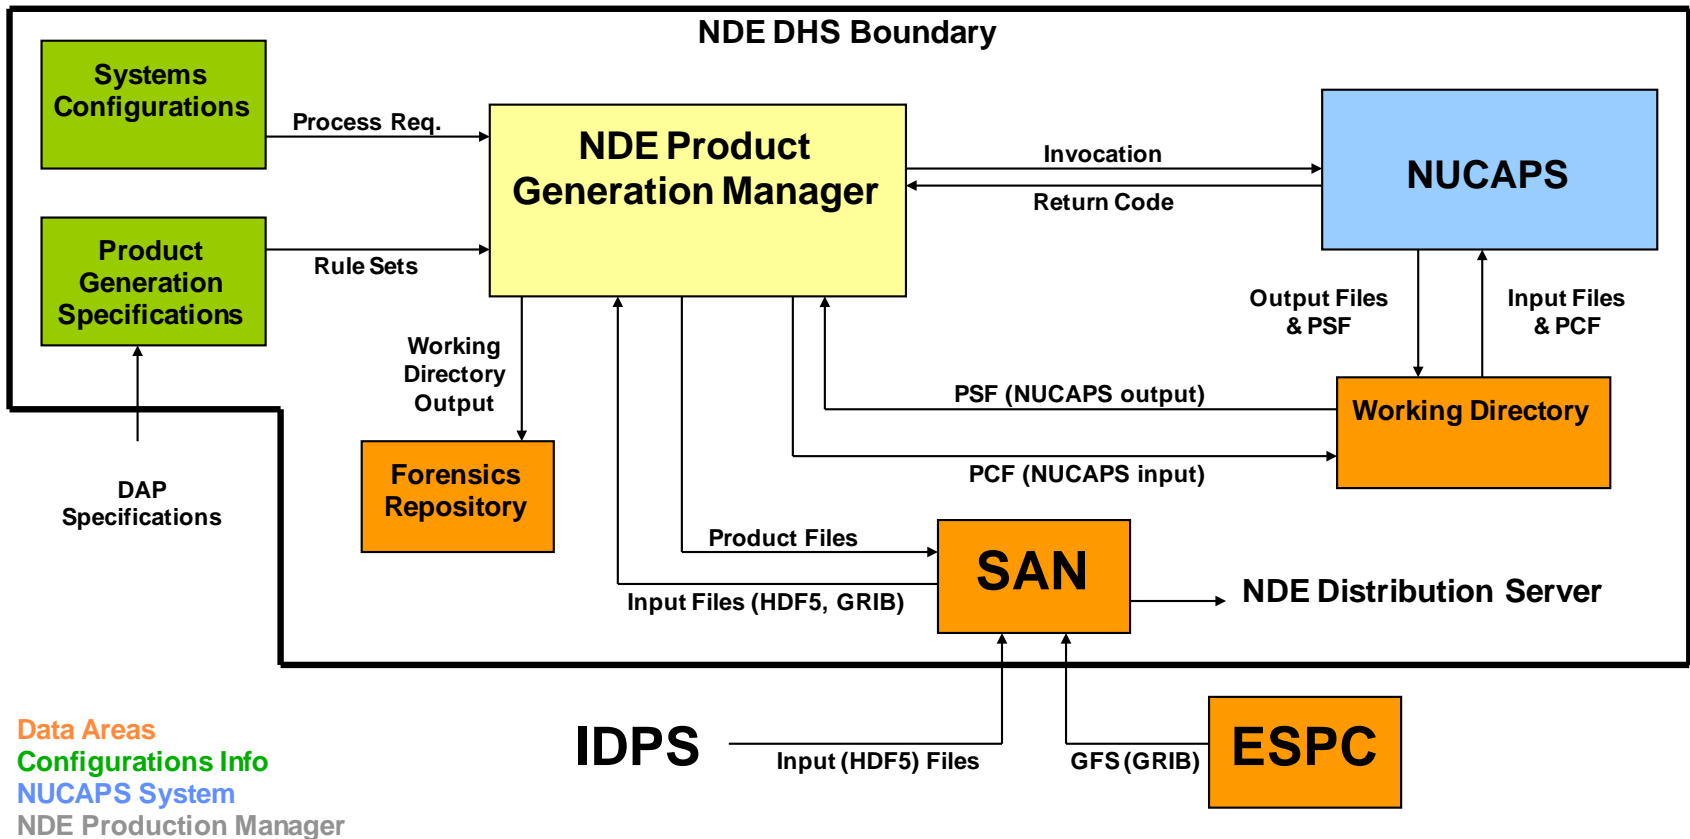 NDE DHS Boundary
Systems
Configurations
Process Req.
NDE Product
Generation Manager
Invocation
Return Code
NUCAPS
Product
Generation
Specifications
Rule Sets
Output Files
& PSF
Input Files
& PCF
Working
Directory
Output
PSF (NUCAPS output)
Working Directory
PCF (NUCAPS input)
Forensics
Repository
DAP
Specifications
Product Files
SAN
Input Files (HDF5, GRIB)
NDE Distribution Server
IDPS
Input (HDF5) Files
GFS (GRIB)
ESPC
Data Areas
Configurations Info
NUCAPS System
NDE Production Manager